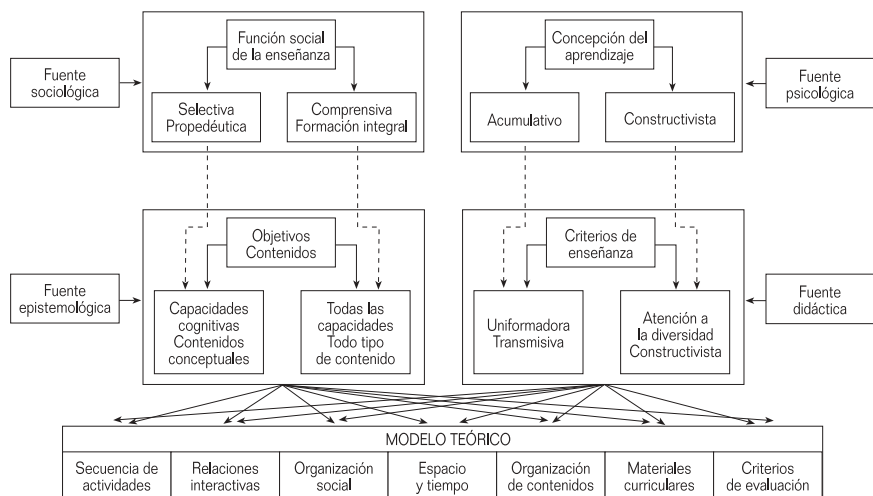 Función social
de la enseñanza
Concepción del
aprendizaje
Fuente
sociológica
Fuente
psicológica
Selectiva
Propedéutica
Comprensiva
Formación integral
Acumulativo
Constructivista
Objetivos
Contenidos
Criterios de
enseñanza
Fuente
epistemológica
Fuente
didáctica
Capacidades
cognitivas
Contenidos
conceptuales
Todas las
capacidades
Todo tipo
de contenido
Uniformadora
Transmisiva
Atención a
la diversidad
Constructivista
MODELO TEÓRICO
Secuencia de
actividades
Relaciones
interactivas
Organización
social
Espacio
y tiempo
Organización
de contenidos
Materiales
curriculares
Criterios
de evaluación